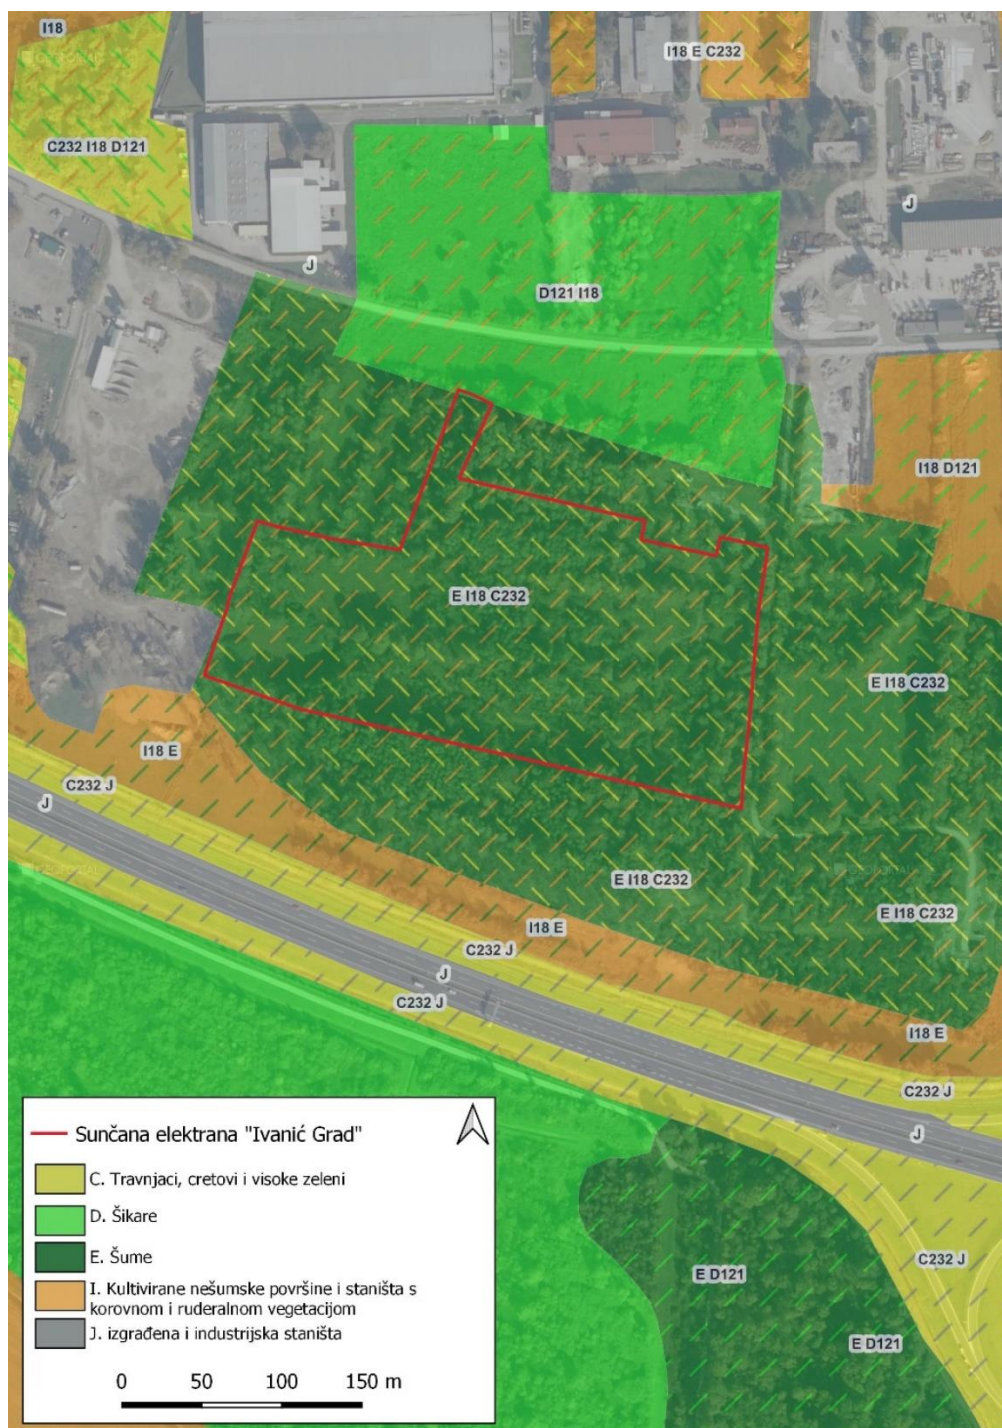 I18
I18 E C232
C232 I18 D121
J
J
D121 I18
I18 D121
E I18 C232
E I18 C232
I18 E
C232 J
J
E I18 C232
GEOPORTAL
E I18 C232
I18 E
C232 J
J
C232 J
I18 E
C232 J
J
Sunčana elektrana "Ivanić Grad"
C. Travnjaci, cretovi i visoke zeleni
D. Šikare
E. Šume
I. Kultivirane nešumske površine i staništa s
korovnom i ruderalnom vegetacijom
J. izgrađena i industrijska staništa
0 50 100 150 m
C232 J
E D121
E D121